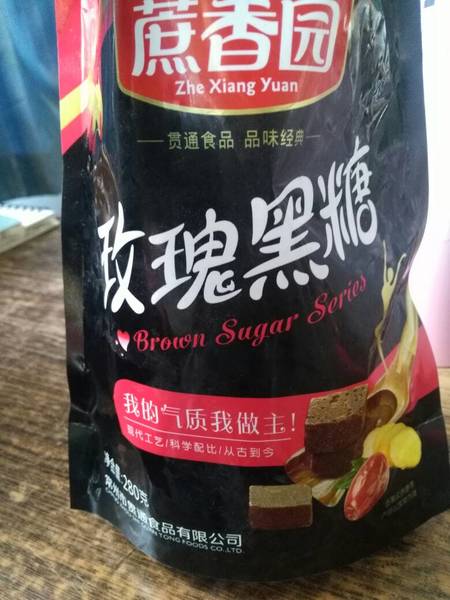 蔗香园
Zhe Xiang Yuan
贯通食品 品味经典
玫瑰黑糖
Brown Sugar Series
我的气质我做主!
现代工艺/科学配比/从古到今
净含量:280克
市贯通食品有限公司
TONG FOODS CO.,LTD.